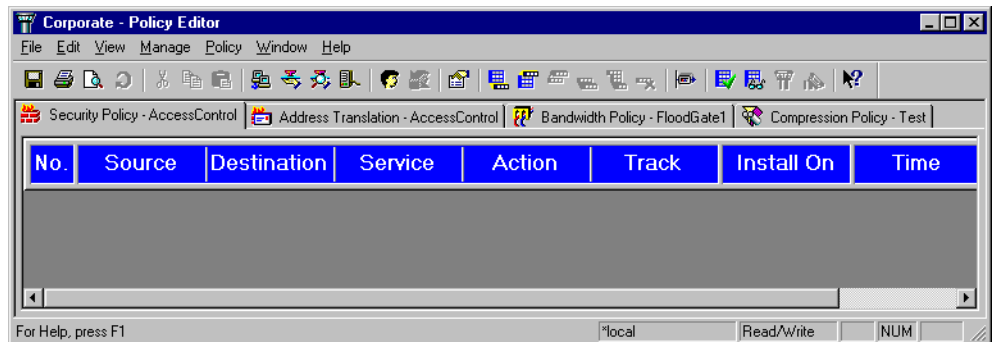 Corporate - Policy Editor
File Edit View Manage Policy Window Help
Security Policy - AccessControl Address Translation - AccessControl Bandwidth Policy - FloodGate1 Compression Policy - Test
No. Source Destination Service Action Track Install On Time
For Help, press F1 *local Read/Write NUM